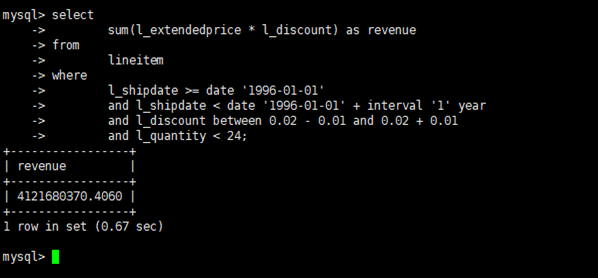 mysql> select
    ->         sum(l_extendedprice * l_discount) as revenue
    -> from
    ->         lineitem
    -> where
    ->         l_shipdate >= date '1996-01-01'
    ->         and l_shipdate < date '1996-01-01' + interval '1' year
    ->         and l_discount between 0.02 - 0.01 and 0.02 + 0.01
    ->         and l_quantity < 24;
+-----------------+
| revenue         |
+-----------------+
| 4121680370.4060 |
+-----------------+
1 row in set (0.67 sec)

mysql>